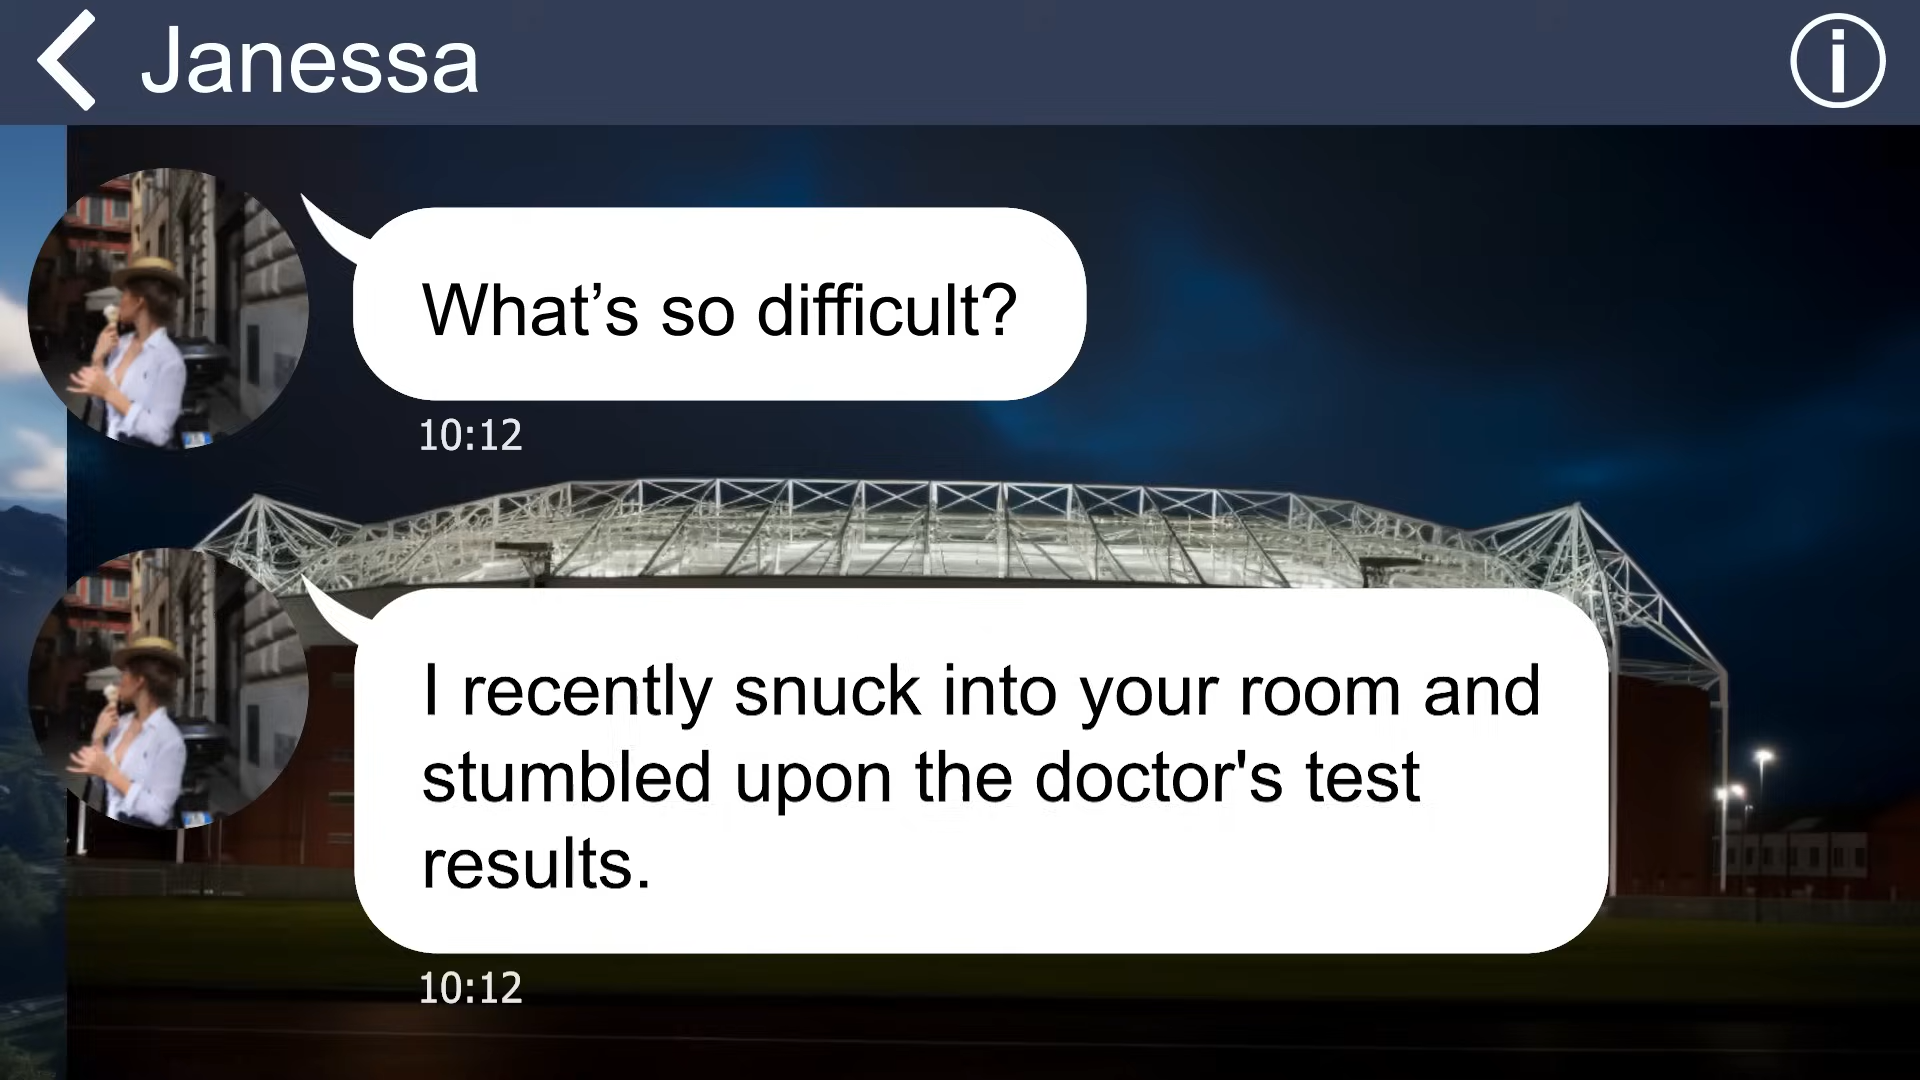 Janessa
What’s so difficult?
10:12
I recently snuck into your room and
stumbled upon the doctor's test
results.
10:12